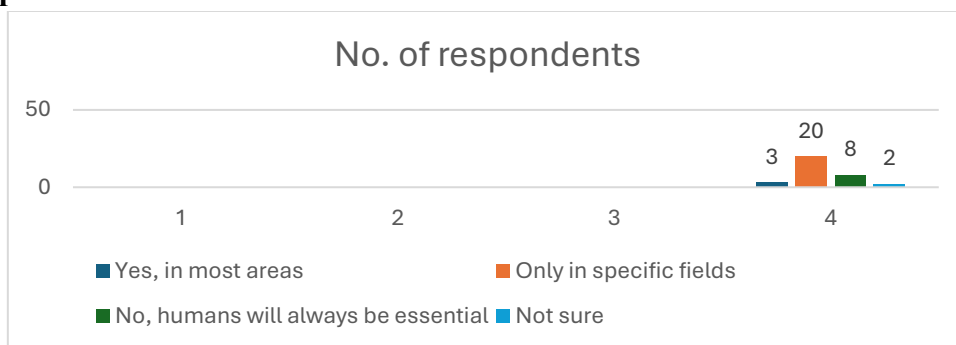 No. of respondents
50
20
3
8
2
0
1 2 3 4
Yes, in most areas Only in specific fields
No, humans will always be essential Not sure